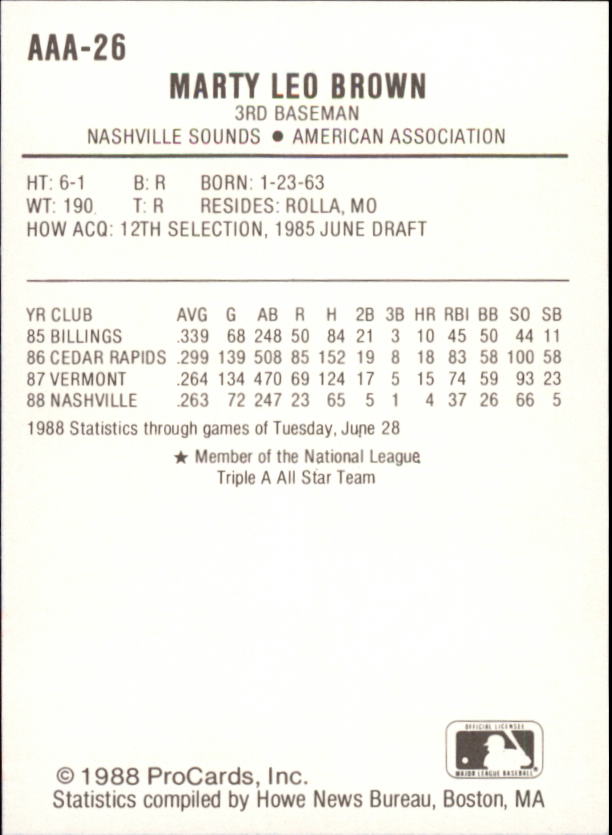 AAA-26
MARTY LEO BROWN
3RD BASEMAN
NASHVILLE SOUNDS ● AMERICAN ASSOCIATION
HT: 6-1 B: R BORN: 1-23-63
WT: 190 T: R RESIDES: ROLLA, MO
HOW ACQ: 12TH SELECTION, 1985 JUNE DRAFT
YR CLUB AVG G AB R H 2B 3B HR RBI BB SO SB
85 BILLINGS .339 68 248 50 84 21 3 10 45 50 44 11
86 CEDAR RAPIDS .299 139 508 85 152 19 8 18 83 58 100 58
87 VERMONT .264 134 470 69 124 17 5 15 74 59 93 23
88 NASHVILLE .263 72 247 23 65 5 1 4 37 26 66 5
1988 Statistics through games of Tuesday, June 28
★ Member of the National League
Triple A All Star Team
OFFICIAL LICENSEE
MAJOR LEAGUE BASEBALL
© 1988 ProCards, Inc.
Statistics compiled by Howe News Bureau, Boston, MA